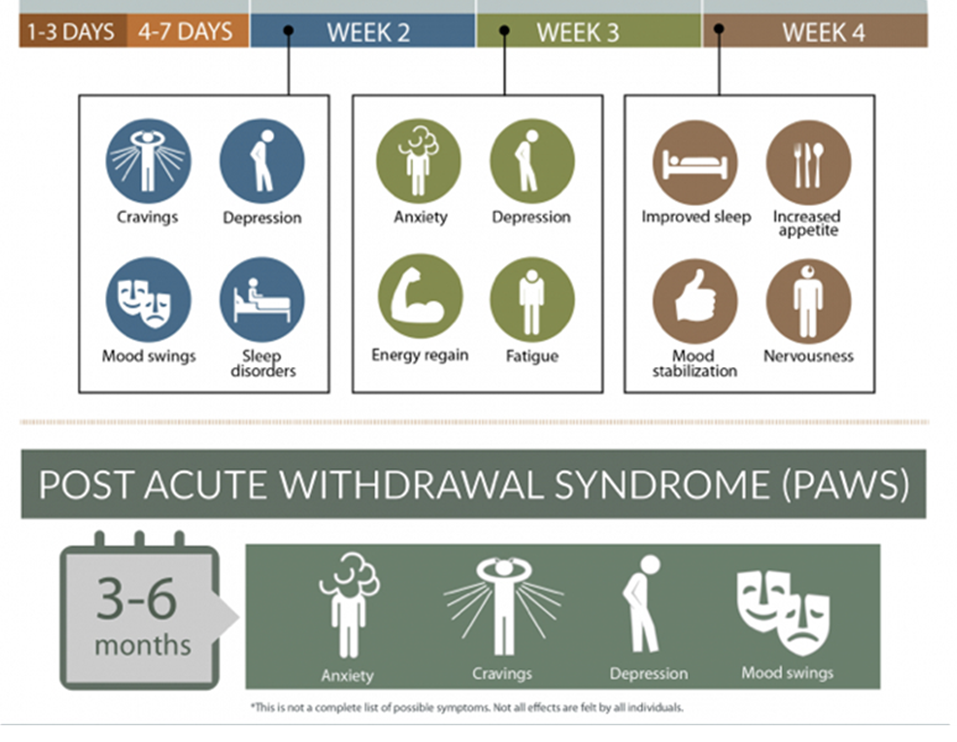 1-3 DAYS 4-7 DAYS WEEK 2 WEEK 3 WEEK 4
Cravings Depression Anxiety Depression Improved sleep Increased
appetite
Mood swings Sleep
disorders
Energy regain Fatigue Mood
stabilization
Nervousness
POST ACUTE WITHDRAWAL SYNDROME (PAWS)
3-6
months
Anxiety Cravings Depression Mood swings
*This is not a complete list of possible symptoms. Not all effects are felt by all individuals.